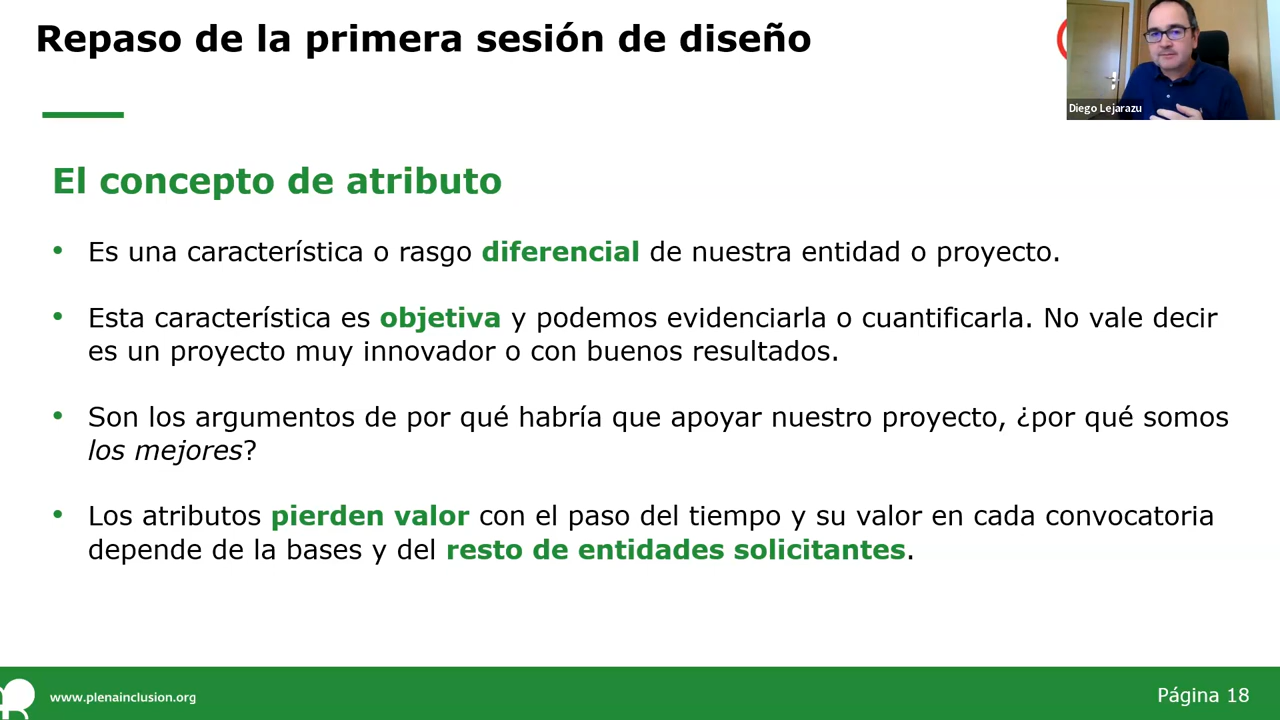 Repaso de la primera sesión de diseño
Diego Lejarazu
El concepto de atributo
• Es una característica o rasgo diferencial de nuestra entidad o proyecto.
• Esta característica es objetiva y podemos evidenciarla o cuantificarla. No vale decir
es un proyecto muy innovador o con buenos resultados.
• Son los argumentos de por qué habría que apoyar nuestro proyecto, ¿por qué somos
los mejores?
• Los atributos pierden valor con el paso del tiempo y su valor en cada convocatoria
depende de la bases y del resto de entidades solicitantes.
www.plenainclusion.org
Página 18